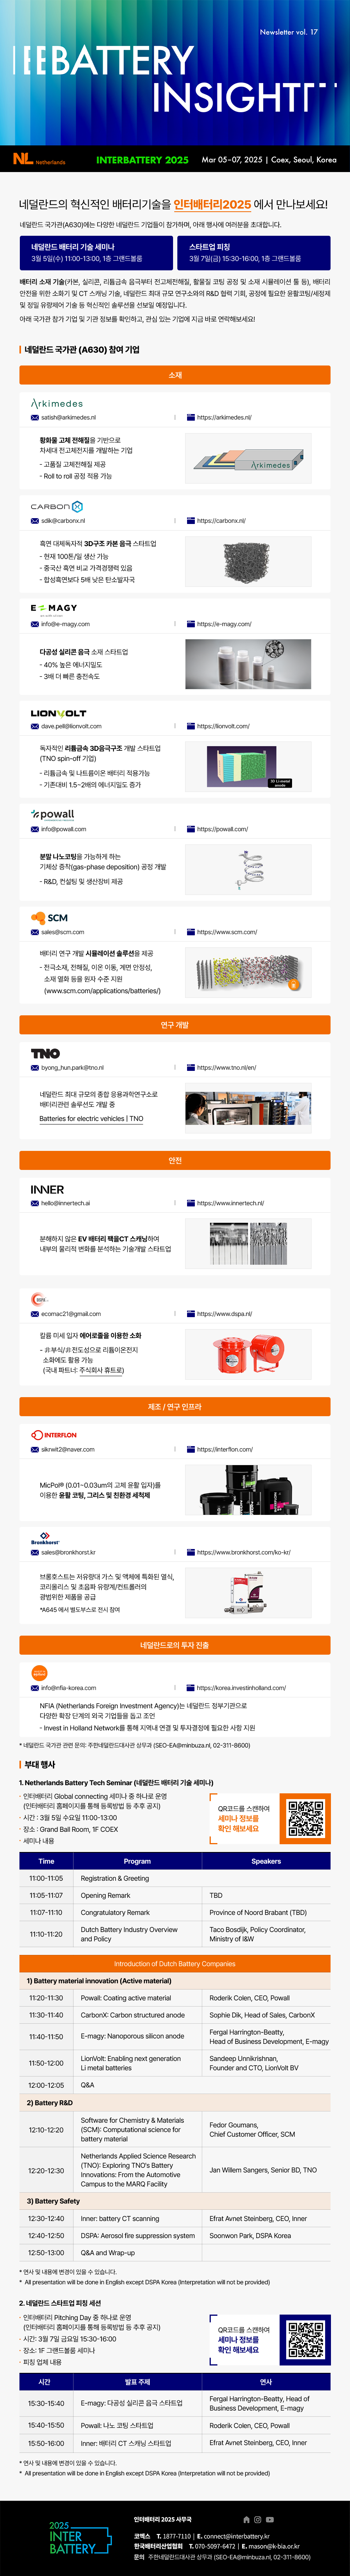 Newsletter vol. 17
BATTERY
INSIGHT
NL Netherlands
INTERBATTERY 2025
Mar 05-07, 2025 | Coex, Seoul, Korea
네덜란드의 혁신적인 배터리기술을 인터배터리2025 에서 만나보세요!
네덜란드 국가관(A630)에는 다양한 네덜란드 기업들이 참가하며, 아래 행사에 여러분을 초대합니다.
네덜란드 배터리 기술 세미나
3월 5일(수) 11:00-13:00, 1층 그랜드볼룸
스타트업 피칭
3월 7일(금) 15:30-16:00, 1층 그랜드볼룸
배터리 소재 기술(카본, 실리콘, 리튬금속 음극부터 전고체전해질, 활물질 코팅 공정 및 소재 시뮬레이션 툴 등), 배터리
안전을 위한 소화기 및 CT 스캐닝 기술, 네덜란드 최대 규모 연구소와의 R&D 협력 기회, 공정에 필요한 윤활코팅/세정제
및 정밀 유량제어 기술 등 혁신적인 솔루션을 선보일 예정입니다.
아래 국가관 참가 기업 및 기관 정보를 확인하고, 관심 있는 기업에 지금 바로 연락해보세요!
네덜란드 국가관 (A630) 참여 기업
소재
Arkimedes
satish@arkimedes.nl
https://arkimedes.nl/
황화물 고체 전해질을 기반으로
차세대 전고체전지를 개발하는 기업
- 고품질 고체전해질 제공
- Roll to roll 공정 적용 가능
Arkimedes
CARBON X
sdik@carbonx.nl
https://carbonx.nl/
흑연 대체독자적 3D구조 카본 음극 스타트업
- 현재 100톤/일 생산 가능
- 중국산 흑연 비교 가격경쟁력 있음
- 합성흑연보다 5배 낮은 탄소발자국
E-MAGY
info@e-magy.com
https://e-magy.com/
다공성 실리콘 음극 소재 스타트업
- 40% 높은 에너지밀도
- 3배 더 빠른 충전속도
LIONVOLT
dave.pell@lionvolt.com
https://lionvolt.com/
독자적인 리튬금속 3D음극구조 개발 스타트업
(TNO spin-off 기업)
- 리튬금속 및 나트륨이온 배터리 적용가능
- 기존대비 1.5~2배의 에너지밀도 증가
3D Li-metal
anode
powall
info@powall.com
https://powall.com/
분말 나노코팅을 가능하게 하는
기체상 증착(gas-phase deposition) 공정 개발
- R&D, 컨설팅 및 생산장비 제공
SCM
sales@scm.com
https://www.scm.com/
배터리 연구 개발 시뮬레이션 솔루션을 제공
- 전극소재, 전해질, 이온 이동, 계면 안정성,
소재 열화 등을 원자 수준 지원
(www.scm.com/applications/batteries/)
연구 개발
TNO
byong_hun.park@tno.nl
https://www.tno.nl/en/
네덜란드 최대 규모의 종합 응용과학연구소로
배터리관련 솔루션도 개발 중
Batteries for electric vehicles | TNO
안전
INNER
hello@innertech.ai
https://www.innertech.nl/
분해하지 않은 EV 배터리 팩을CT 스캐닝하여
내부의 물리적 변화를 분석하는 기술개발 스타트업
ecomac21@gmail.com
https://www.dspa.nl/
칼륨 미세 입자 에어로졸을 이용한 소화
- 非부식/非전도성으로 리튬이온전지
소화에도 활용 가능
(국내 파트너: 주식회사 휴트로)
제조 / 연구 인프라
INTERFLON
sikrwit2@naver.com
https://interflon.com/
MicPol® (0.01~0.03um의 고체 윤활 입자)를
이용한 윤활 코팅, 그리스 및 친환경 세척제
Bronkhorst
sales@bronkhorst.kr
https://www.bronkhorst.com/ko-kr/
브롱호스트는 저유량대 가스 및 액체에 특화된 열식,
코리올리스 및 초음파 유량계/컨트롤러의
광범위한 제품을 공급
*A645 에서 별도부스로 전시 참여
네덜란드로의 투자 진출
info@nfia-korea.com
https://korea.investinholland.com/
NFIA (Netherlands Foreign Investment Agency)는 네덜란드 정부기관으로
다양한 확장 단계의 외국 기업들을 돕고 조언
- Invest in Holland Network를 통해 지역내 연결 및 투자결정에 필요한 사항 지원
* 네덜란드 국가관 관련 문의: 주한네덜란드대사관 상무과 (SEO-EA@minbuza.nl, 02-311-8600)
부대 행사
1. Netherlands Battery Tech Seminar (네덜란드 배터리 기술 세미나)
· 인터배터리 Global connecting 세미나 중 하나로 운영
(인터배터리 홈페이지를 통해 등록방법 등 추후 공지)
· 시간 : 3월 5일 수요일 11:00-13:00
· 장소 : Grand Ball Room, 1F COEX
· 세미나 내용
QR코드를 스캔하여
세미나 정보를
확인 해보세요
Time Program Speakers
11:00-11:05 Registration & Greeting
11:05-11:07 Opening Remark TBD
11:07-11:10 Congratulatory Remark Province of Noord Brabant (TBD)
11:10-11:20 Dutch Battery Industry Overview
and Policy
Taco Bosdijk, Policy Coordinator,
Ministry of I&W
Introduction of Dutch Battery Companies
1) Battery material innovation (Active material)
11:20-11:30 Powall: Coating active material Roderik Colen, CEO, Powall
11:30-11:40 CarbonX: Carbon structured anode Sophie Dik, Head of Sales, CarbonX
11:40-11:50 E-magy: Nanoporous silicon anode
Fergal Harrington-Beatty,
Head of Business Development, E-magy
11:50-12:00 LionVolt: Enabling next generation
Li metal batteries
Sandeep Unnikrishnan,
Founder and CTO, LionVolt BV
12:00-12:05 Q&A
2) Battery R&D
12:10-12:20 Software for Chemistry & Materials
(SCM): Computational science for
battery material
Fedor Goumans,
Chief Customer Officer, SCM
12:20-12:30 Netherlands Applied Science Research
(TNO): Exploring TNO's Battery
Innovations: From the Automotive
Campus to the MARQ Facility
Jan Willem Sangers, Senior BD, TNO
3) Battery Safety
12:30-12:40 Inner: battery CT scanning Efrat Avnet Steinberg, CEO, Inner
12:40-12:50 DSPA: Aerosol fire suppression system Soonwon Park, DSPA Korea
12:50-13:00 Q&A and Wrap-up
* 연사 및 내용에 변경이 있을 수 있습니다.
* All presentation will be done in English except DSPA Korea (Interpretation will not be provided)
2. 네덜란드 스타트업 피칭 세션
· 인터배터리 Pitching Day 중 하나로 운영
(인터배터리 홈페이지를 통해 등록방법 등 추후 공지)
· 시간: 3월 7일 금요일 15:30-16:00
· 장소: 1F 그랜드볼룸 세미나
· 피칭 업체 내용
QR코드를 스캔하여
세미나 정보를
확인 해보세요
시간 발표 주제 연사
15:30-15:40 E-magy: 다공성 실리콘 음극 스타트업
Fergal Harrington-Beatty, Head of
Business Development, E-magy
15:40-15:50 Powall: 나노 코팅 스타트업 Roderik Colen, CEO, Powall
15:50-16:00 Inner: 배터리 CT 스캐닝 스타트업 Efrat Avnet Steinberg, CEO, Inner
* 연사 및 내용에 변경이 있을 수 있습니다.
* All presentation will be done in English except DSPA Korea (Interpretation will not be provided)
2025
INTER
BATTERY
인터배터리 2025 사무국
코엑스 T. 1877-7110 | E. connect@interbattery.kr
한국배터리산업협회 T. 070-5097-6472 | E. mason@k-bia.or.kr
문의 주한네덜란드대사관 상무과 (SEO-EA@minbuza.nl, 02-311-8600)